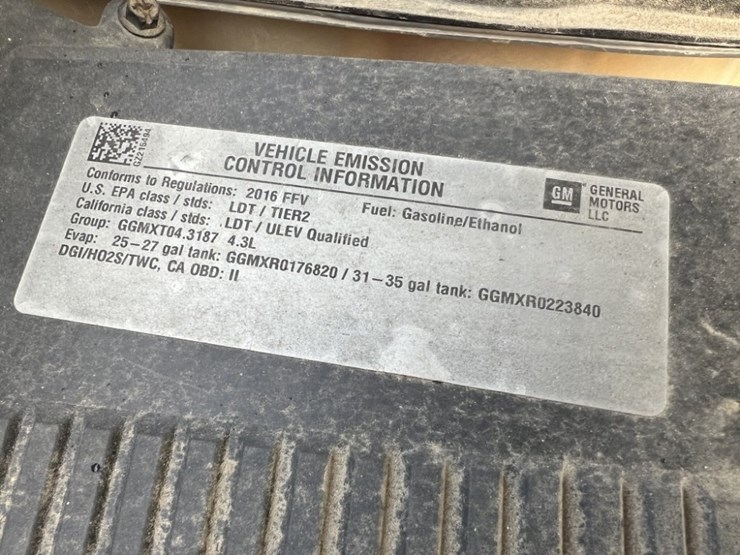 GZ216494
VEHICLE EMISSION
CONTROL INFORMATION
GM GENERAL
MOTORS
LLC
Conforms to Regulations: 2016 FFV Fuel: Gasoline/Ethanol
U.S. EPA class / stds: LDT / TIER2
California class / stds: LDT / ULEV Qualified
Group: GGMXT04.3187 4.3L
Evap: 25-27 gal tank: GGMXR0176820 / 31-35 gal tank: GGMXR0223840
DGI/HO2S/TWC, CA OBD: II